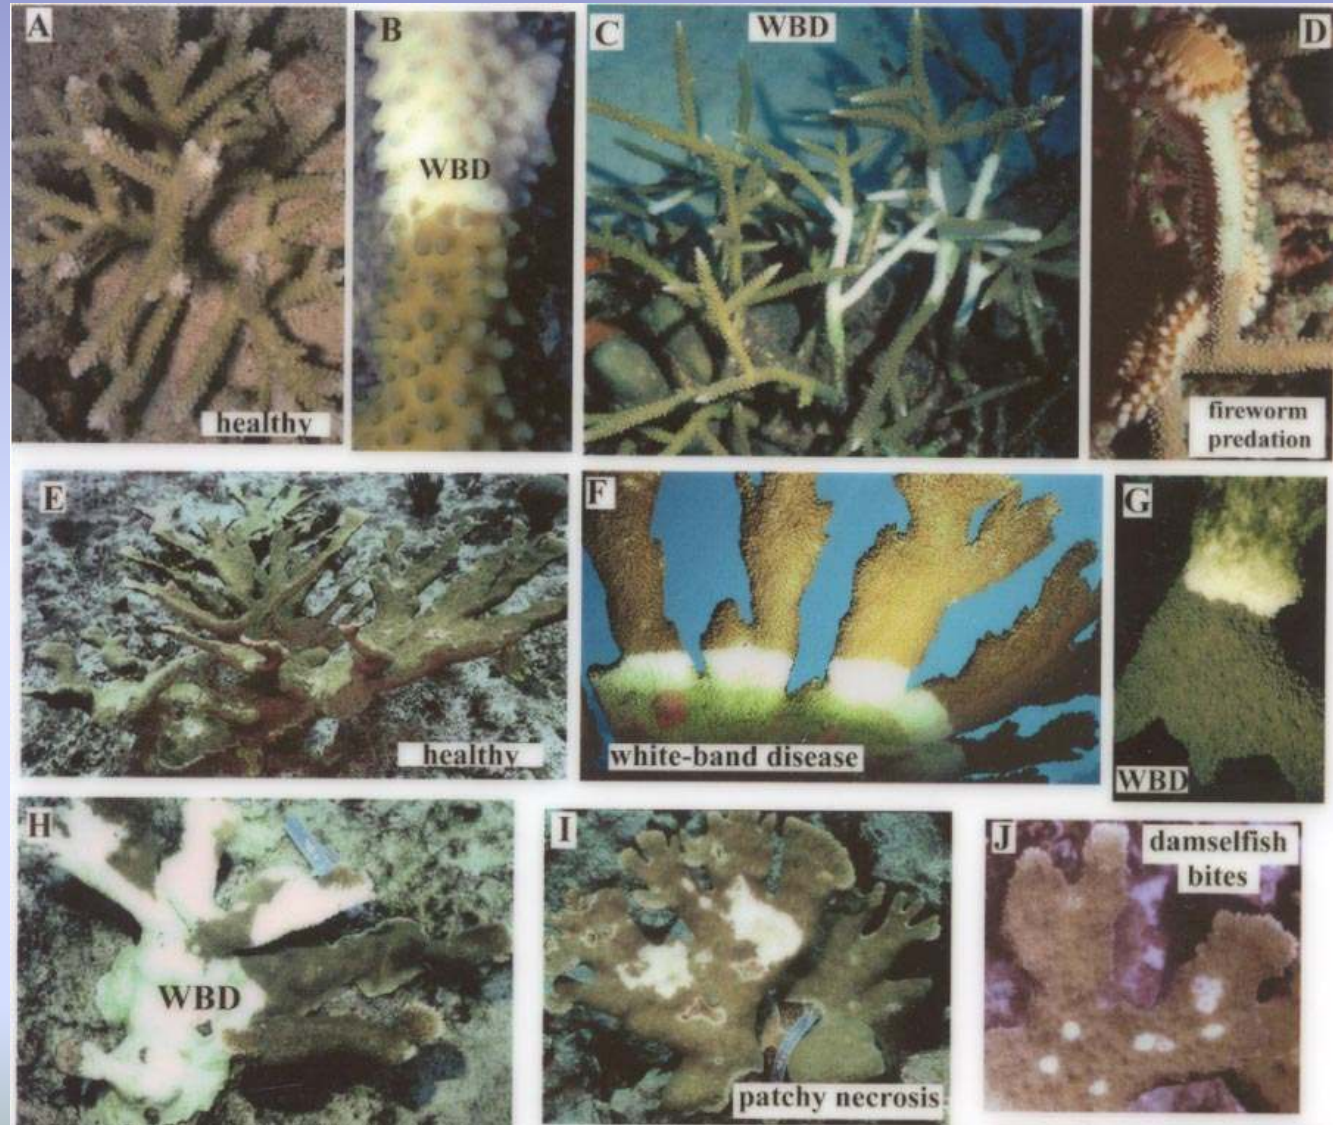 A
healthy
B
WBD
C
WBD
D
fireworm
predation
E
healthy
F
white-band disease
G
WBD
H
WBD
I
patchy necrosis
J
damselfish
bites